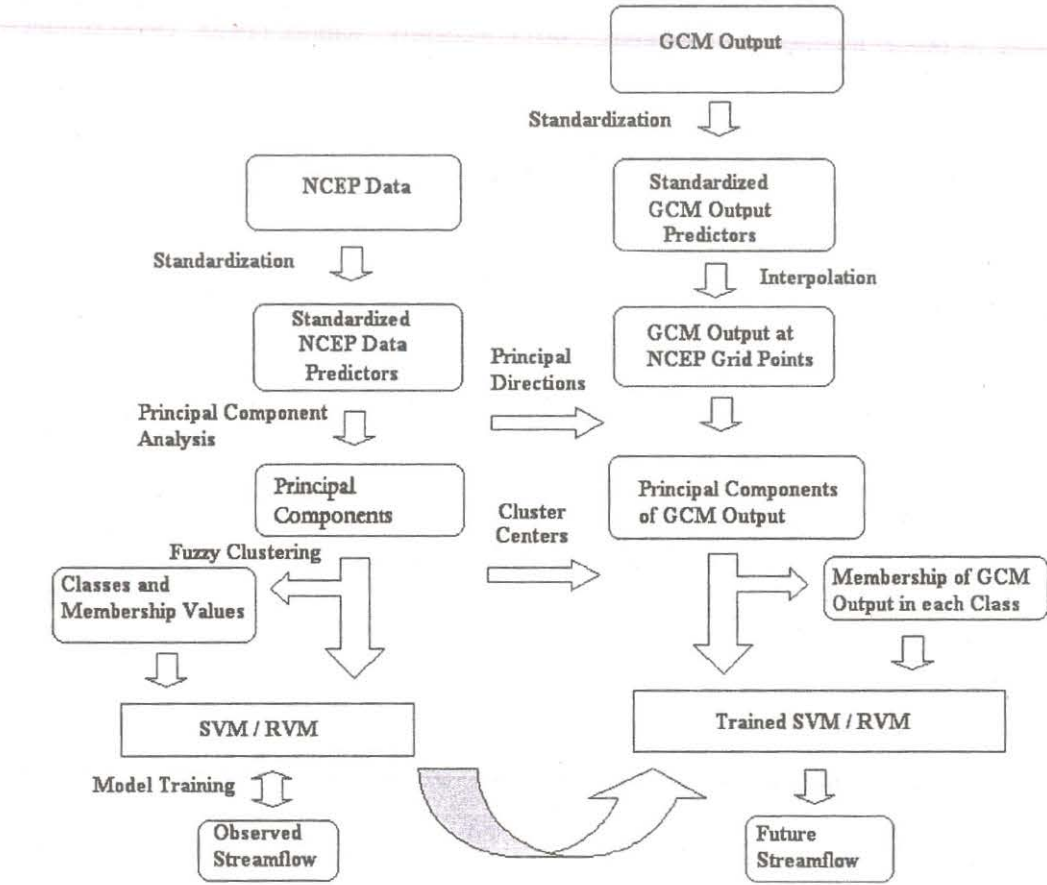 GCM Output
Standardization
NCEP Data
Standardized
GCM Output
Predictors
Standardization
Interpolation
Standardized
NCEP Data
Predictors
GCM Output at
NCEP Grid Points
Principal
Directions
Principal Component
Analysis
Principal
Components
Cluster
Centers
Principal Components
of GCM Output
Fuzzy Clustering
Classes and
Membership Values
Membership of GCM
Output in each Class
SVM / RVM
Trained SVM / RVM
Model Training
Observed
Streamflow
Future
Streamflow